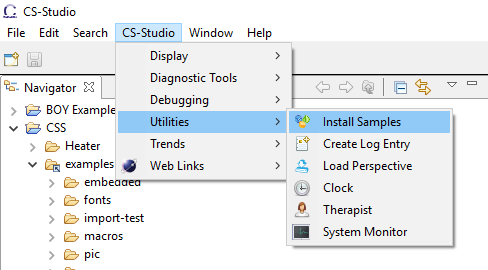 CS-Studio
File Edit Search CS-Studio Window Help
Navigator
BOY Example
CSS
Heater
examples
embedded
fonts
import-test
macros
pic
Display
Diagnostic Tools
Debugging
Utilities
Trends
Web Links
Install Samples
Create Log Entry
Load Perspective
Clock
Therapist
System Monitor